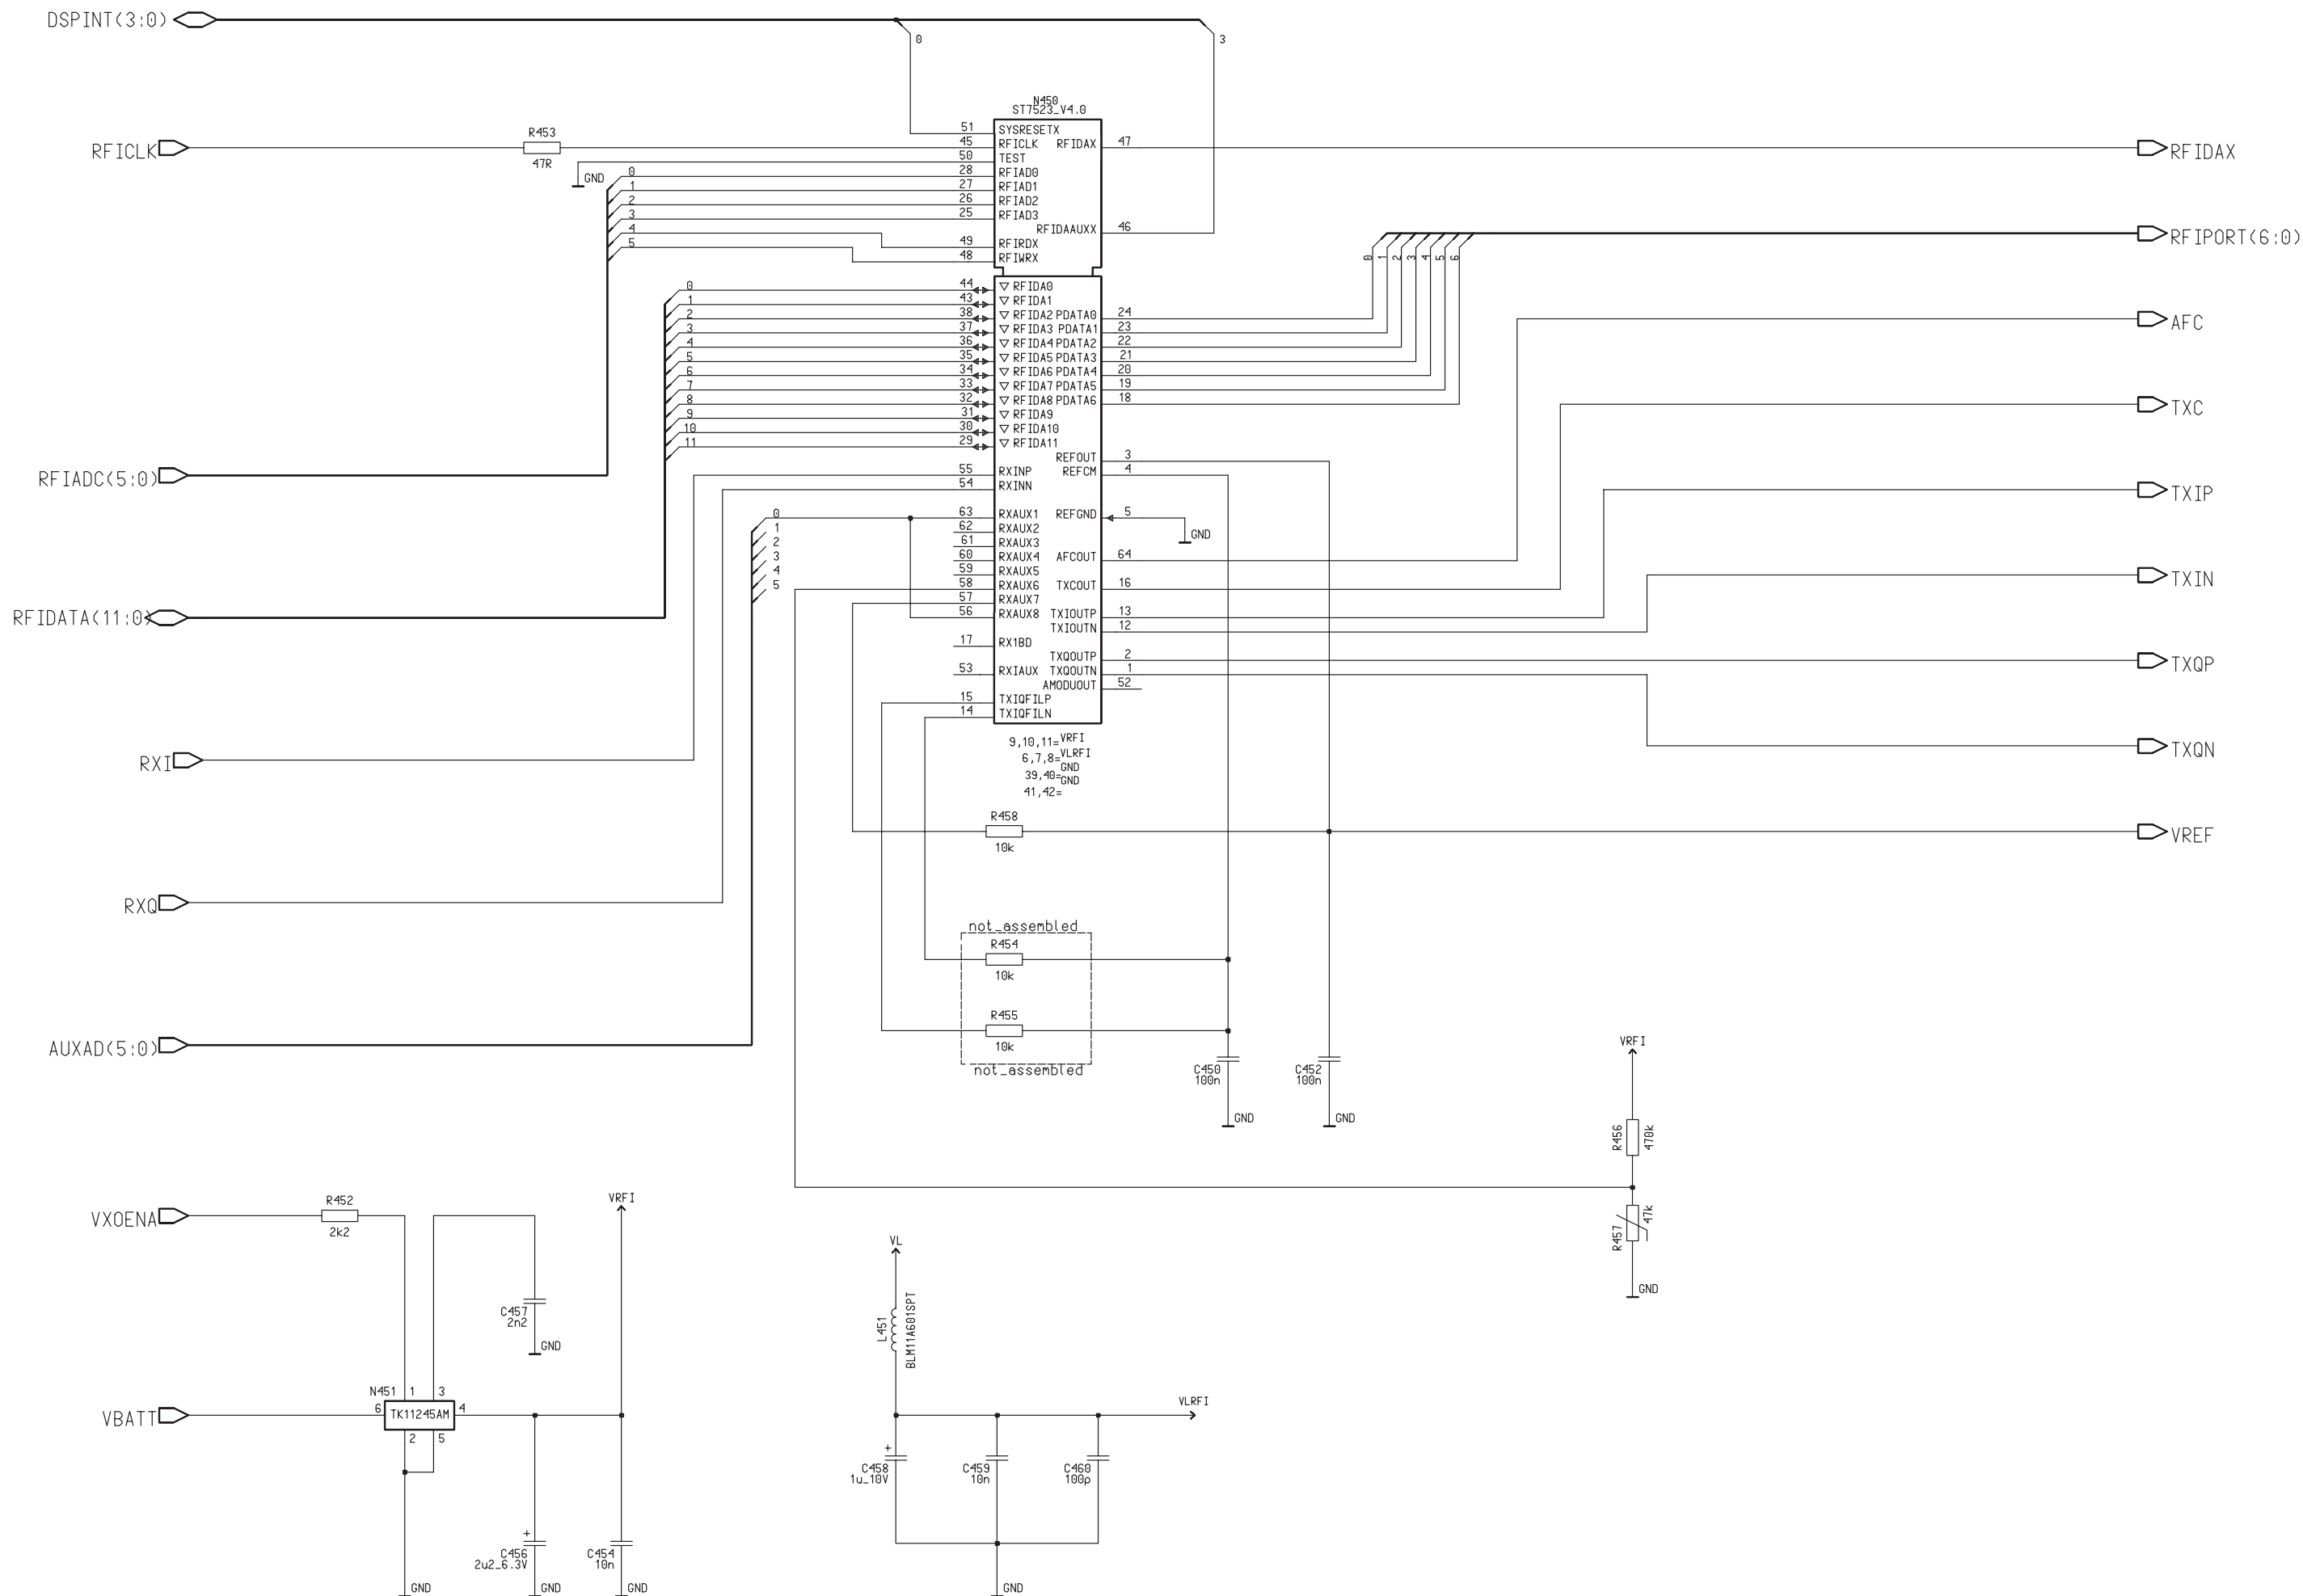 DSPINT(3:0)
0
3
N450
ST7523_V4.0
RFICLK
R453
47R
GND
51 SYSRESETX
45 RFICLK RFIDAX 47
50 TEST
0 28 RFIAD0
1 27 RFIAD1
2 26 RFIAD2
3 25 RFIAD3
RFIDAAUXX 46
4 49 RFIRDX
5 48 RFIWRX
RFIDAX
RFIPORT(6:0)
0 1 2 3 4 5 6
0 44 RFIDA0
1 43 RFIDA1
2 38 RFIDA2 PDATA0 24
3 37 RFIDA3 PDATA1 23
4 36 RFIDA4 PDATA2 22
5 35 RFIDA5 PDATA3 21
6 34 RFIDA6 PDATA4 20
7 33 RFIDA7 PDATA5 19
8 32 RFIDA8 PDATA6 18
9 31 RFIDA9
10 30 RFIDA10
11 29 RFIDA11
AFC
TXC
REFOUT 3
RFIADC(5:0)
55 RXINP REFCM 4
54 RXINN
TXIP
0 63 RXAUX1 REFGND 5
GND
1 62 RXAUX2
2 61 RXAUX3
3 60 RXAUX4 AFCOUT 64
4 59 RXAUX5
5 58 RXAUX6 TXCOUT 16
57 RXAUX7
56 RXAUX8 TXIOUTP 13
TXIOUTN 12
TXIN
RFIDATA(11:0)
17 RX1BD
TXQOUTP 2
53 RXIAUX TXQOUTN 1
AMODUOUT 52
TXQP
15 TXIQFILP
14 TXIQFILN
9,10,11=VRFI
6,7,8=VLRFI
39,40=GND
41,42=GND
RXI
TXQN
R458
10k
VREF
RXQ
not_assembled
R454
10k
R455
10k
not_assembled
AUXAD(5:0)
C450
100n
GND
C452
100n
GND
VRFI
R456
470k
R457
47k
GND
VXOENA
R452
2k2
VRFI
C457
2n2
GND
VBATT
N451
TK11245AM
1 3
6 4
2 5
GND
C456
+
2u2_6.3V
GND
C454
10n
GND
VL
L451
BLM11A601SPT
VLRFI
+
C458
1u_10V
C459
10n
C460
100p
GND